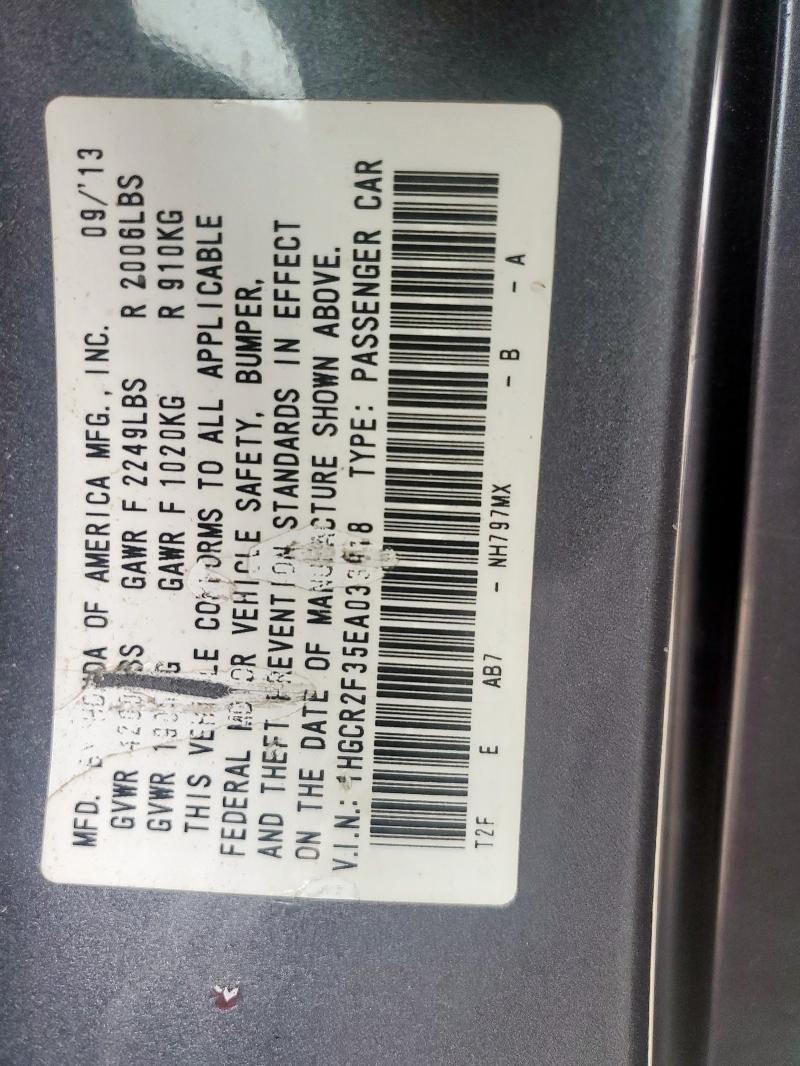 MFD. BY HONDA OF AMERICA MFG., INC. 09/'13
GVWR GAWR F 2249LBS R 2006LBS
GVWR GAWR F 1020KG R 910KG
THIS VEHICLE CONFORMS TO ALL APPLICABLE
FEDERAL MOTOR VEHICLE SAFETY, BUMPER,
AND THEFT PREVENTION STANDARDS IN EFFECT
ON THE DATE OF MANUFACTURE SHOWN ABOVE.
V.I.N.: TYPE: PASSENGER CAR
T2F E AB7 - NH797MX - B - A